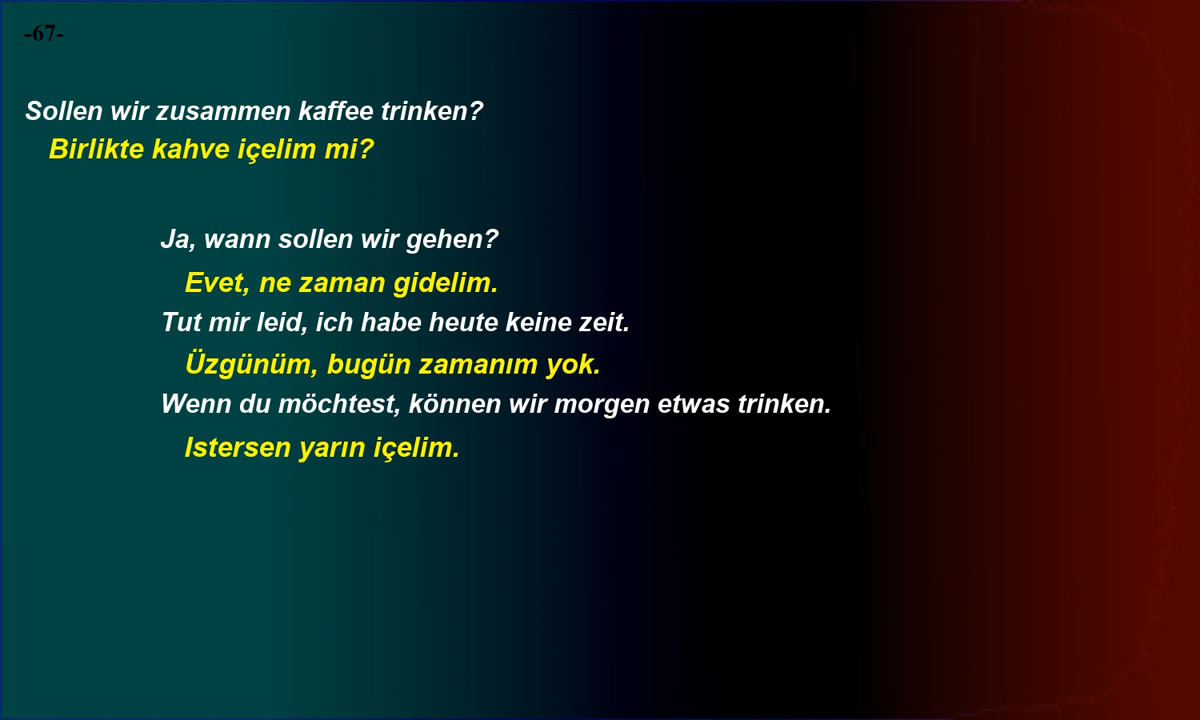 -67-
Sollen wir zusammen kaffee trinken?
Birlikte kahve içelim mi?
Ja, wann sollen wir gehen?
Evet, ne zaman gidelim.
Tut mir leid, ich habe heute keine zeit.
Üzgünüm, bugün zamanım yok.
Wenn du möchtest, können wir morgen etwas trinken.
Istersen yarın içelim.